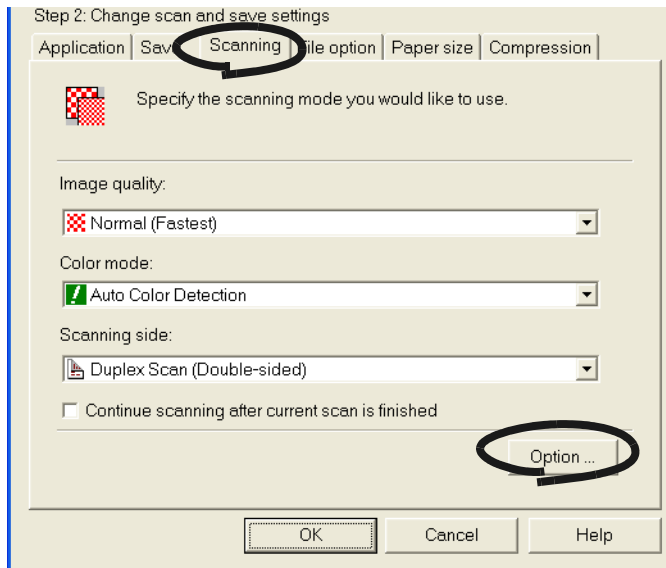 Step 2: Change scan and save settings
Application Save Scanning File option Paper size Compression
Specify the scanning mode you would like to use.
Image quality:
Normal (Fastest)
Color mode:
Auto Color Detection
Scanning side:
Duplex Scan (Double-sided)
Continue scanning after current scan is finished
Option ...
OK Cancel Help